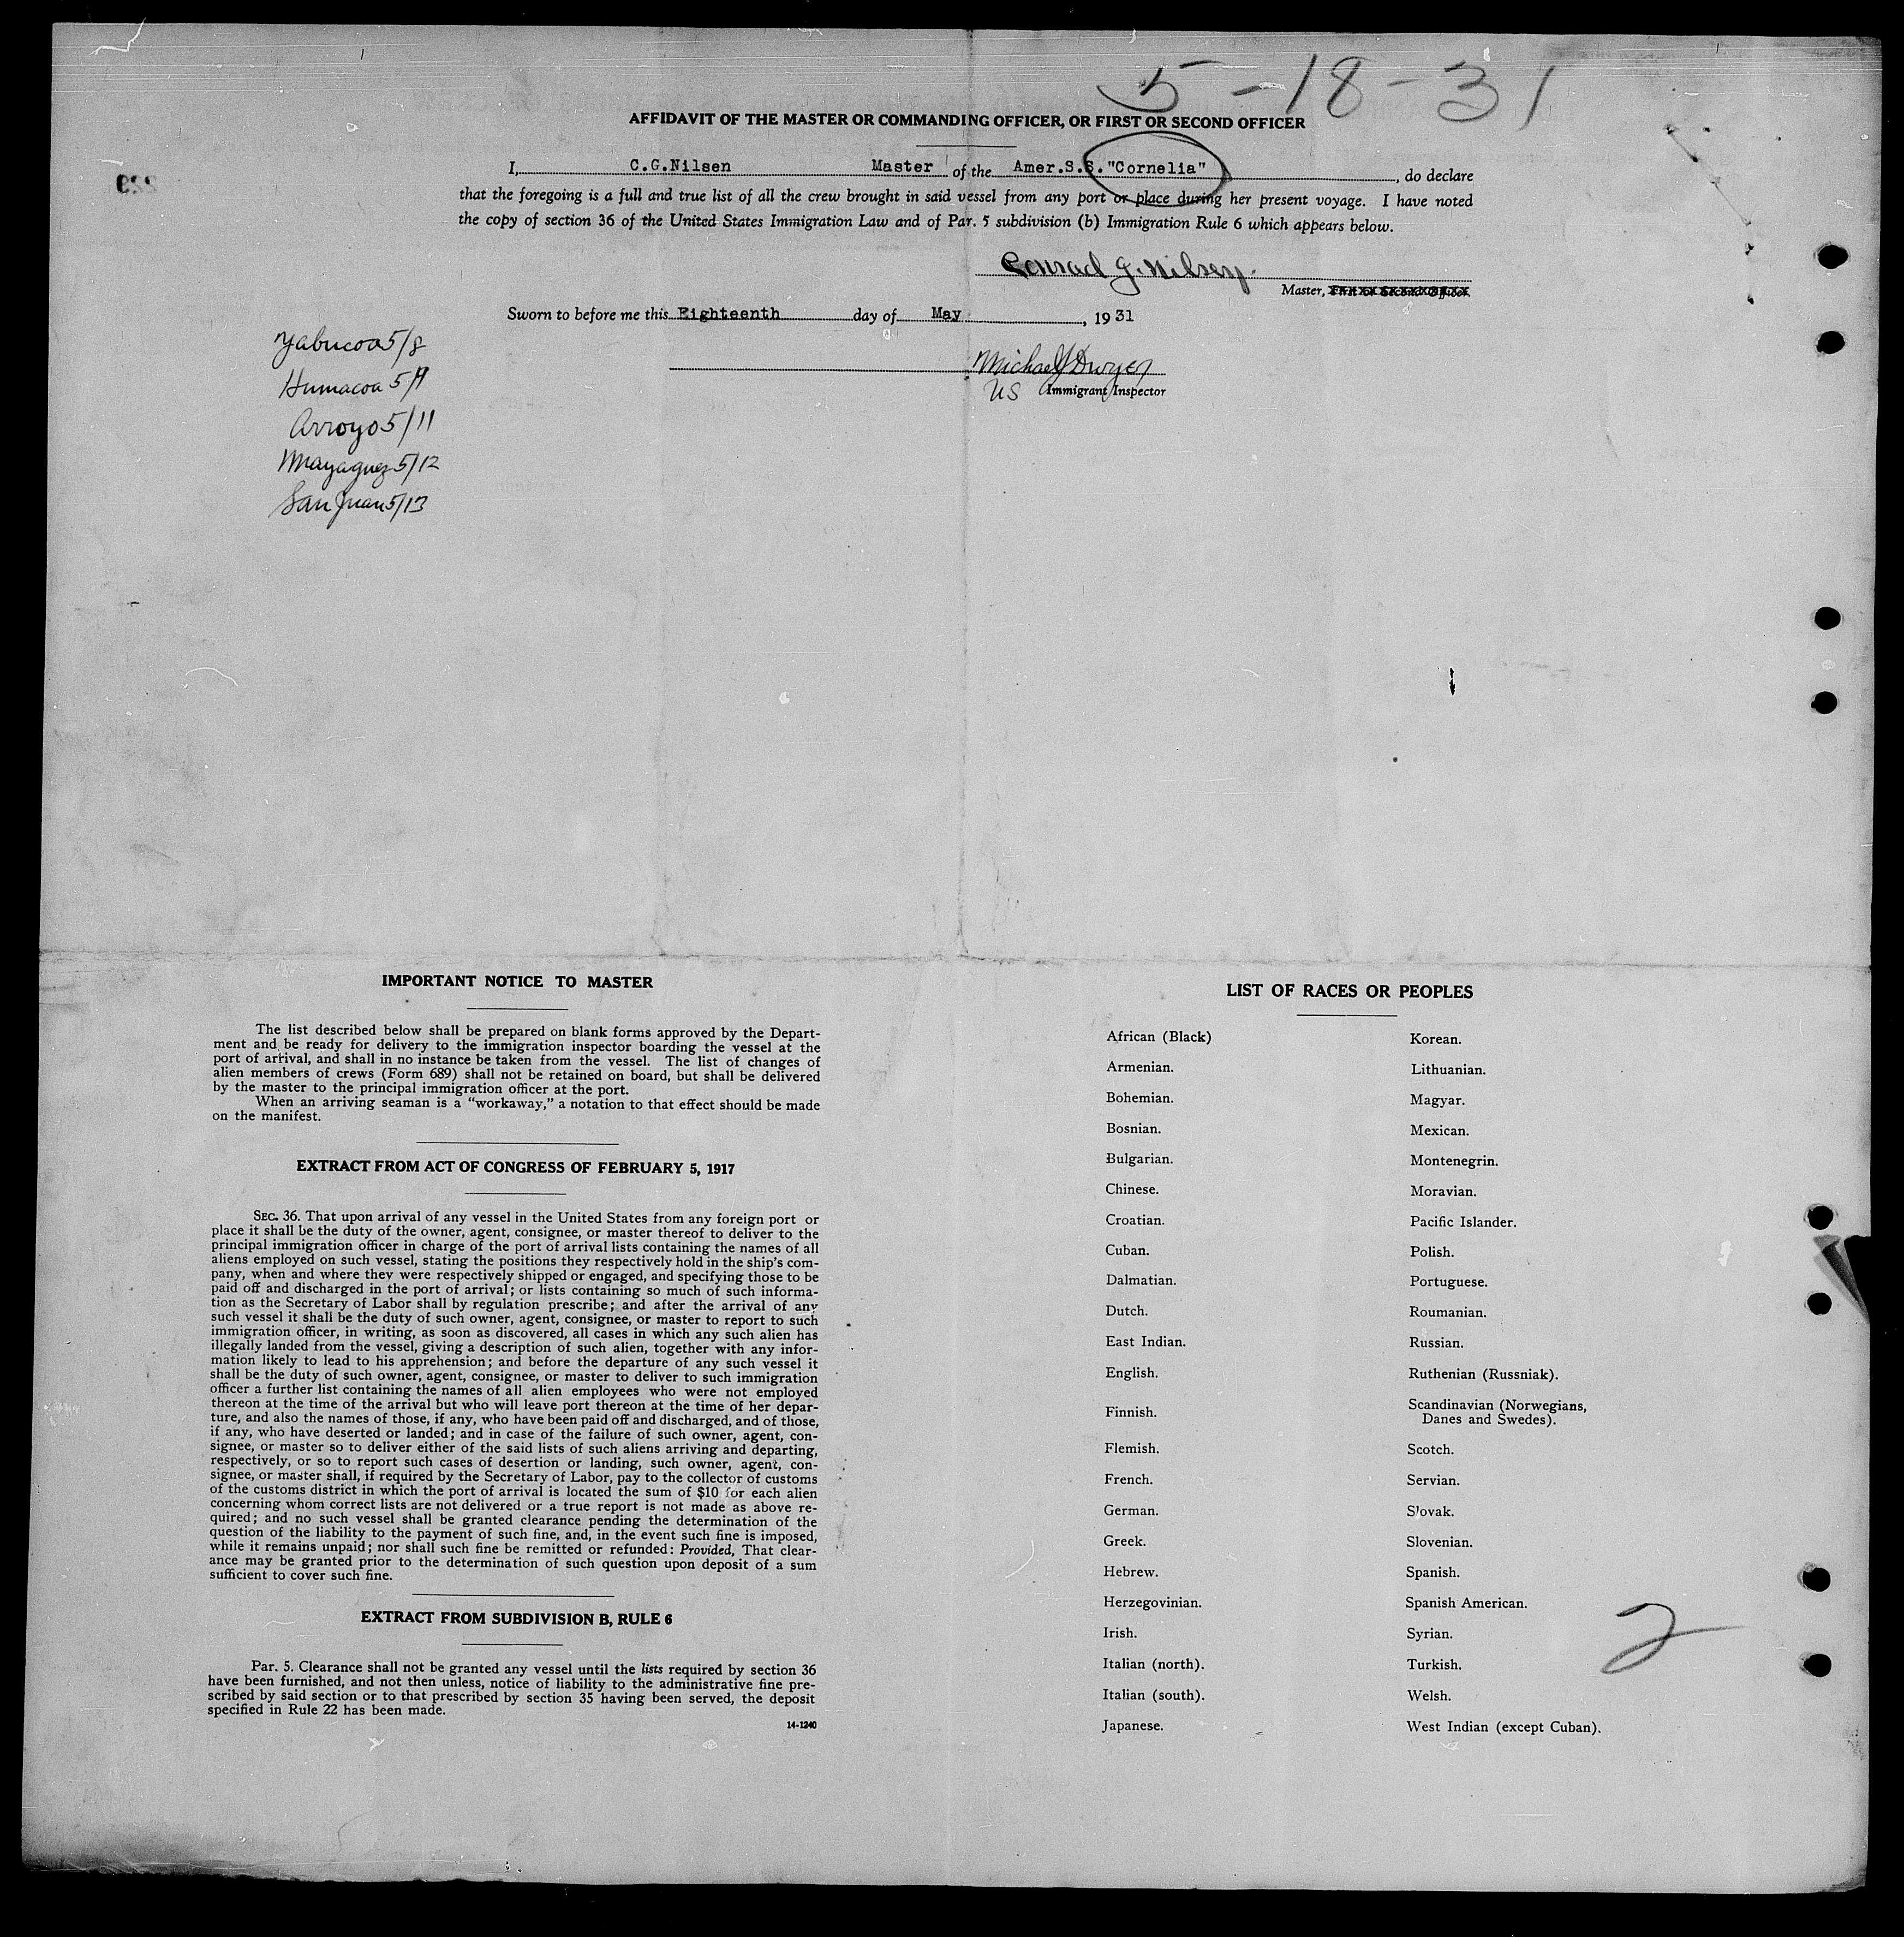 5-18-31
AFFIDAVIT OF THE MASTER OR COMMANDING OFFICER, OR FIRST OR SECOND OFFICER
I, C.G.Nilsen Master of the Amer.S.S."Cornelia", do declare
that the foregoing is a full and true list of all the crew brought in said vessel from any port or place during her present voyage. I have noted
the copy of section 36 of the United States Immigration Law and of Par. 5 subdivision (b) Immigration Rule 6 which appears below.
Conrad G. Nilsen.
Master, First or Second Officer.
Sworn to before me this Eighteenth day of May, 1931
Michael J Dwyer
US Immigrant Inspector
Yabucoa 5/8
Humacoa 5/9
Arroyo 5/11
Mayaguez 5/12
San Juan 5/13
IMPORTANT NOTICE TO MASTER
The list described below shall be prepared on blank forms approved by the Depart-
ment and be ready for delivery to the immigration inspector boarding the vessel at the
port of arrival, and shall in no instance be taken from the vessel. The list of changes of
alien members of crews (Form 689) shall not be retained on board, but shall be delivered
by the master to the principal immigration officer at the port.
When an arriving seaman is a "workaway," a notation to that effect should be made
on the manifest.
EXTRACT FROM ACT OF CONGRESS OF FEBRUARY 5, 1917
SEC. 36. That upon arrival of any vessel in the United States from any foreign port or
place it shall be the duty of the owner, agent, consignee, or master thereof to deliver to the
principal immigration officer in charge of the port of arrival lists containing the names of all
aliens employed on such vessel, stating the positions they respectively hold in the ship's com-
pany, when and where they were respectively shipped or engaged, and specifying those to be
paid off and discharged in the port of arrival; or lists containing so much of such informa-
tion as the Secretary of Labor shall by regulation prescribe; and after the arrival of any
such vessel it shall be the duty of such owner, agent, consignee, or master to report to such
immigration officer, in writing, as soon as discovered, all cases in which any such alien has
illegally landed from the vessel, giving a description of such alien, together with any infor-
mation likely to lead to his apprehension; and before the departure of any such vessel it
shall be the duty of such owner, agent, consignee, or master to deliver to such immigration
officer a further list containing the names of all alien employees who were not employed
thereon at the time of the arrival but who will leave port thereon at the time of her depar-
ture, and also the names of those, if any, who have been paid off and discharged, and of those,
if any, who have deserted or landed; and in case of the failure of such owner, agent, con-
signee, or master so to deliver either of the said lists of such aliens arriving and departing,
respectively, or so to report such cases of desertion or landing, such owner, agent, con-
signee, or master shall, if required by the Secretary of Labor, pay to the collector of customs
of the customs district in which the port of arrival is located the sum of $10 for each alien
concerning whom correct lists are not delivered or a true report is not made as above re-
quired; and no such vessel shall be granted clearance pending the determination of the
question of the liability to the payment of such fine, and, in the event such fine is imposed,
while it remains unpaid; nor shall such fine be remitted or refunded: Provided, That clear-
ance may be granted prior to the determination of such question upon deposit of a sum
sufficient to cover such fine.
EXTRACT FROM SUBDIVISION B, RULE 6
Par. 5. Clearance shall not be granted any vessel until the lists required by section 36
have been furnished, and not then unless, notice of liability to the administrative fine pre-
scribed by said section or to that prescribed by section 35 having been served, the deposit
specified in Rule 22 has been made.
14-1240
LIST OF RACES OR PEOPLES
African (Black)
Armenian.
Bohemian.
Bosnian.
Bulgarian.
Chinese.
Croatian.
Cuban.
Dalmatian.
Dutch.
East Indian.
English.
Finnish.
Flemish.
French.
German.
Greek.
Hebrew.
Herzegovinian.
Irish.
Italian (north).
Italian (south).
Japanese.
Korean.
Lithuanian.
Magyar.
Mexican.
Montenegrin.
Moravian.
Pacific Islander.
Polish.
Portuguese.
Roumanian.
Russian.
Ruthenian (Russniak).
Scandinavian (Norwegians,
Danes and Swedes).
Scotch.
Servian.
Slovak.
Slovenian.
Spanish.
Spanish American.
Syrian.
Turkish.
Welsh.
West Indian (except Cuban).
2